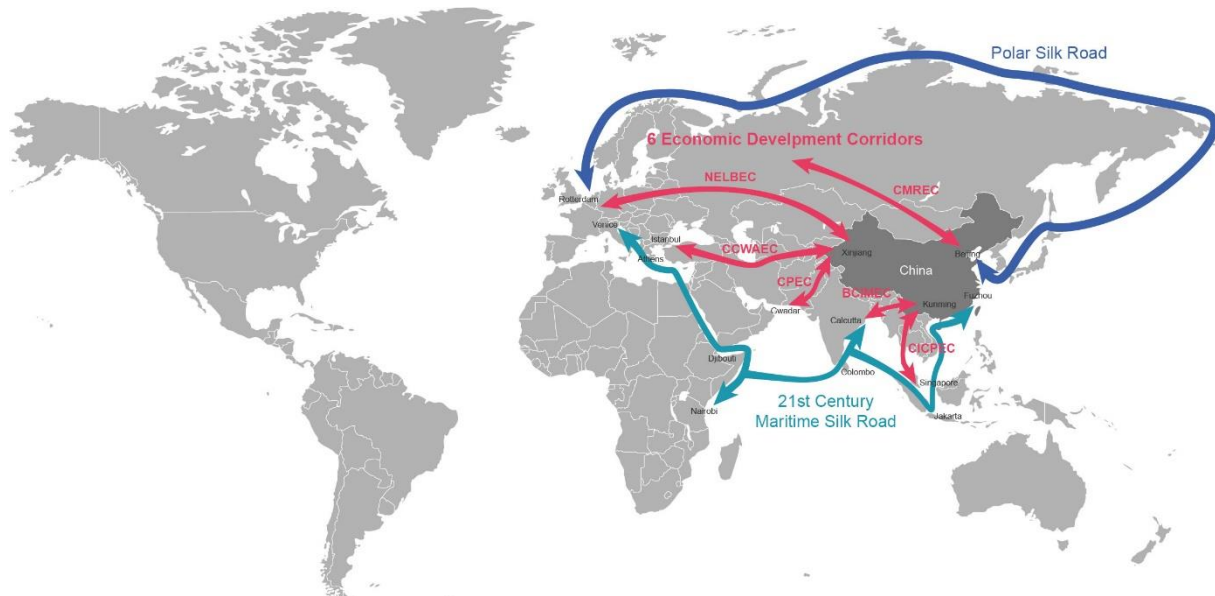 Polar Silk Road
6 Economic Develpment Corridors
NELBEC
CMREC
Rotterdam
Venice
Istanbul
Athens
CCWAEC
Xinjiang
Beijing
China
CPEC
BCIMEC
Fuzhou
Gwadar
Kunming
Calcutta
CICPEC
Djibouti
Colombo
Singapore
Nairobi
21st Century
Maritime Silk Road
Jakarta